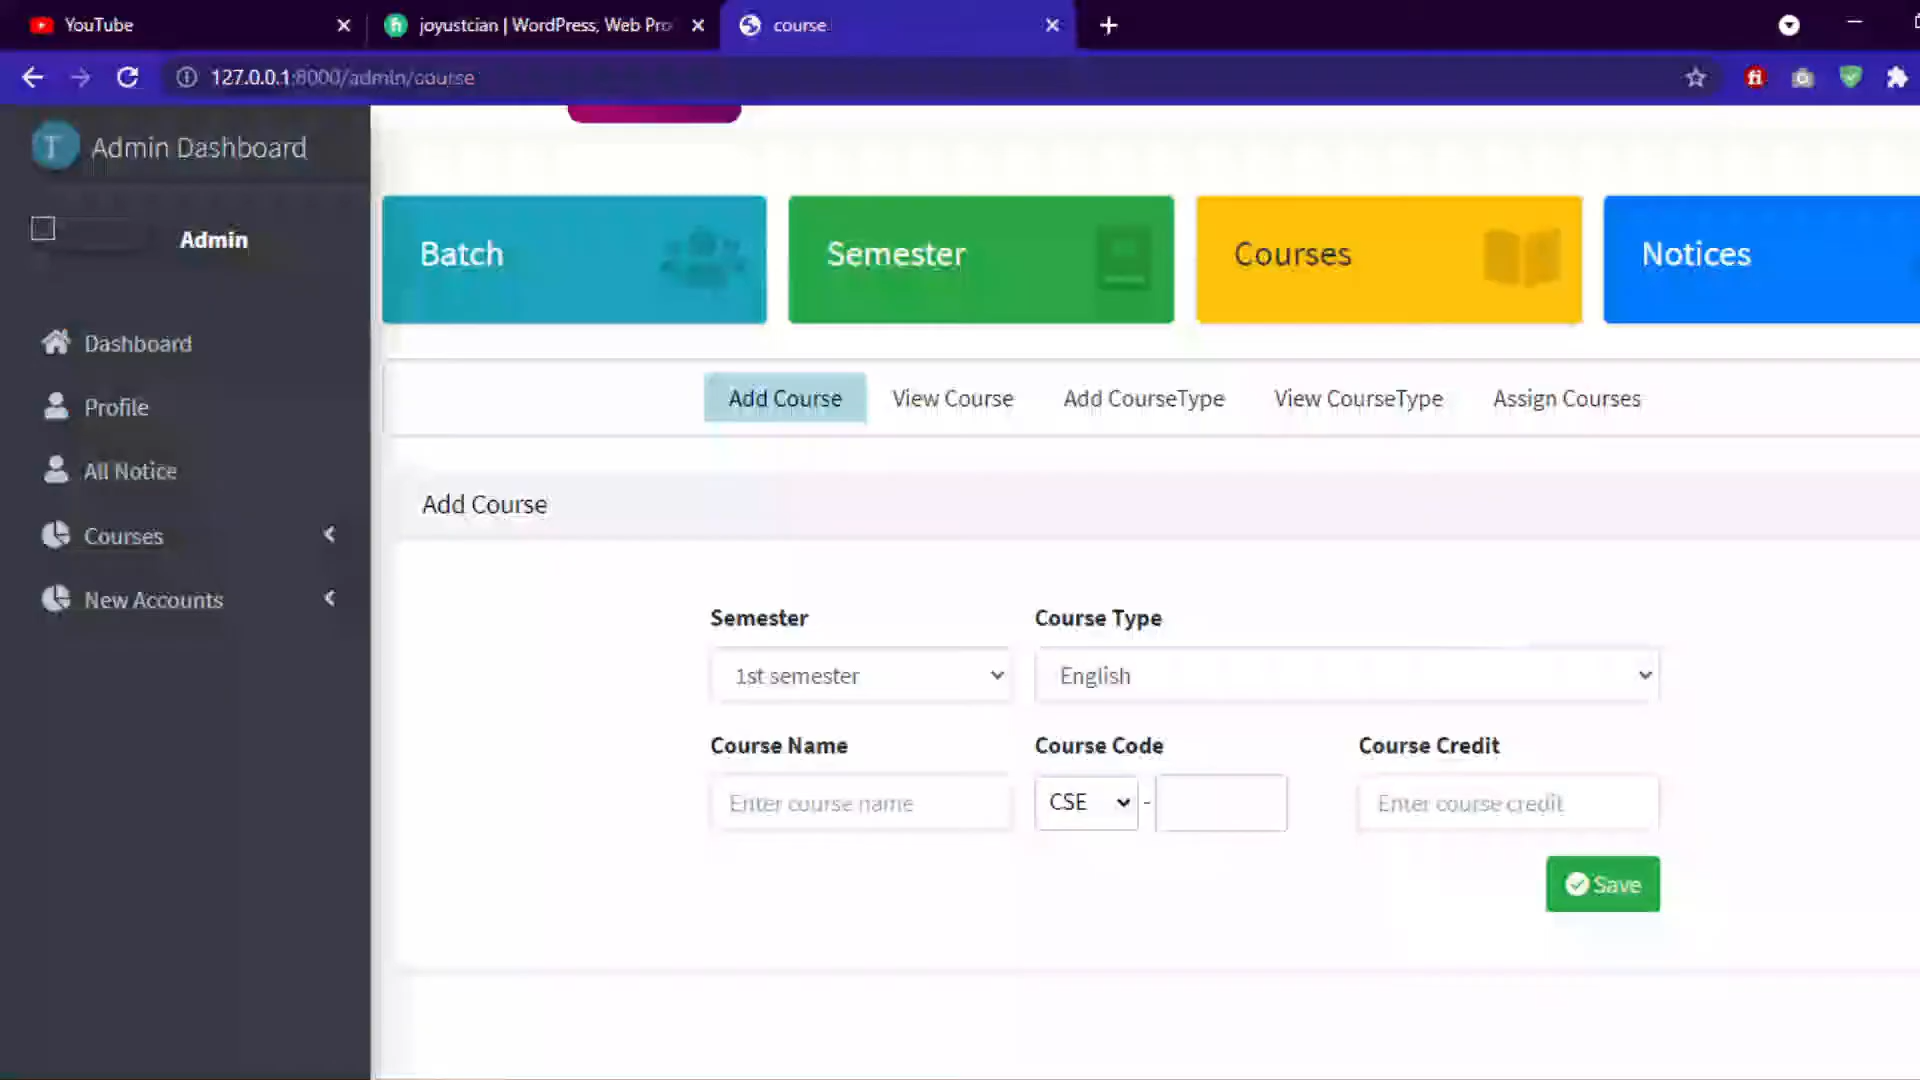 YouTube
joyustcian | WordPress, Web Pro
course
127.0.0.1:8000/admin/course
T Admin Dashboard
Admin
Dashboard
Profile
All Notice
Courses
New Accounts
Batch
Semester
Courses
Notices
Add Course
View Course
Add CourseType
View CourseType
Assign Courses
Add Course
Semester
Course Type
1st semester
English
Course Name
Course Code
Course Credit
Enter course name
CSE
-
Enter course credit
Save